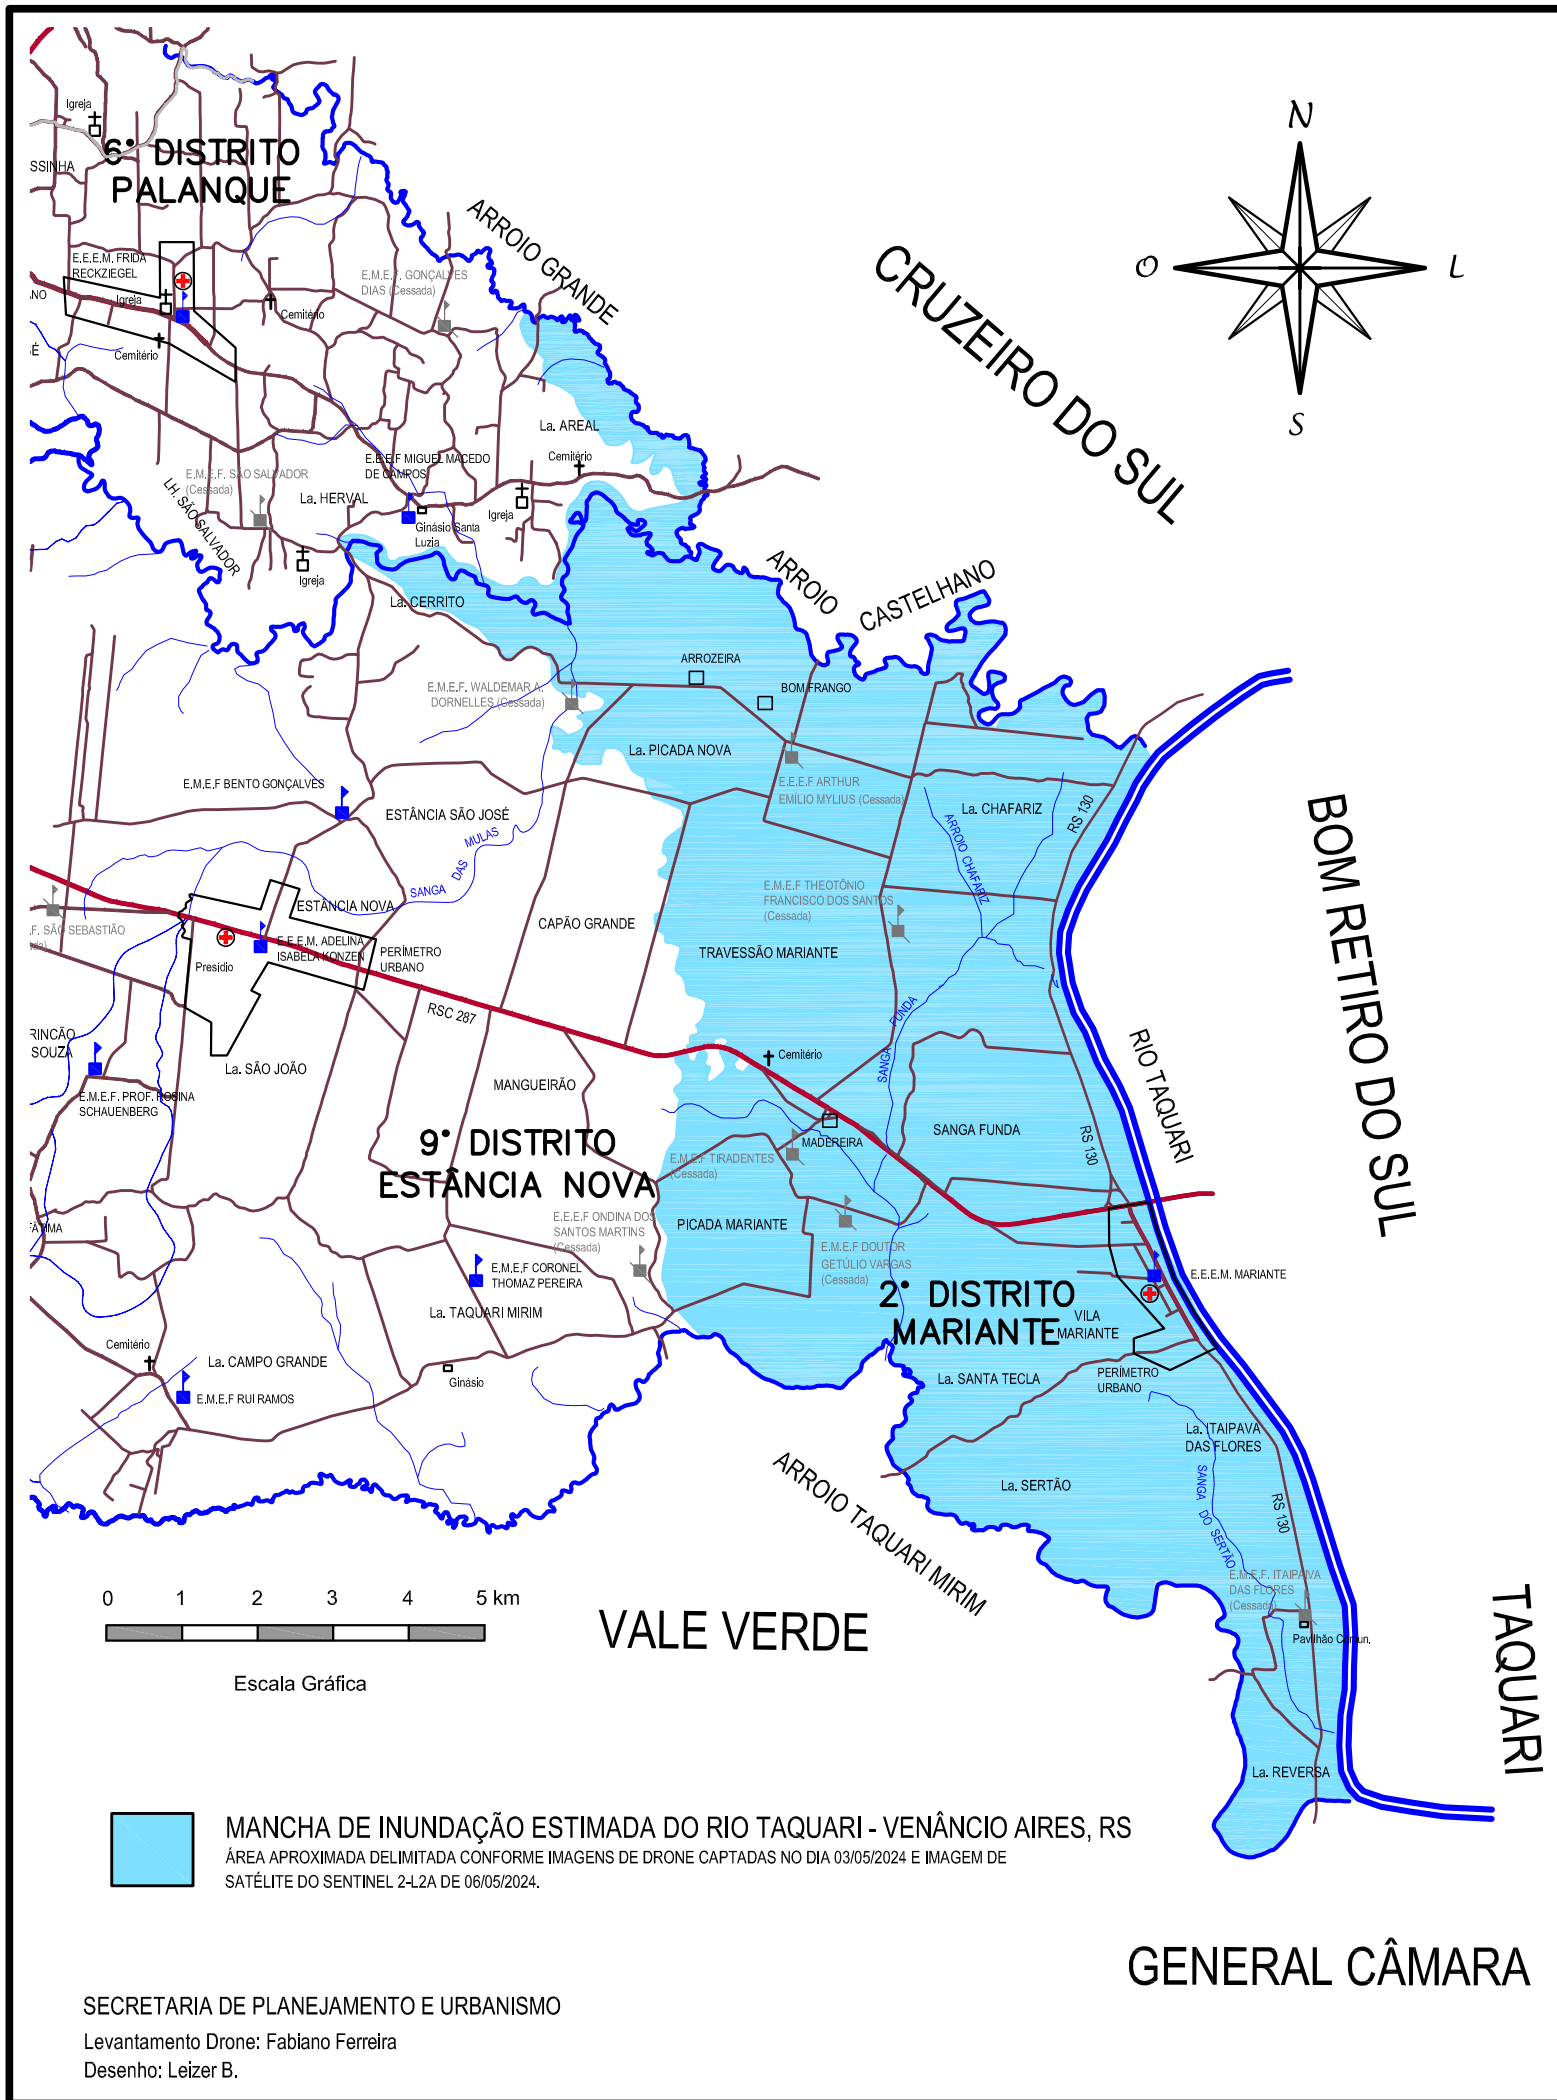 N
O
L
S
Igreja
6° DISTRITO
PALANQUE
SSINHA
ARROIO GRANDE
CRUZEIRO DO SUL
E.E.E.M. FRIDA
RECKZIEGEL
E.M.E.F. GONÇALVES
DIAS (Cessada)
Igreja
Cemitério
Cemitério
La. AREAL
Cemitério
E.E.E.F MIGUEL MACEDO
DE CAMPOS
E.M.E.F. SÃO SALVADOR
(Cessada)
LH. SÃO SALVADOR
La. HERVAL
Igreja
Ginásio Santa
Luzia
Igreja
ARROIO
CASTELHANO
La. CERRITO
ARROZEIRA
BOM FRANGO
E.M.E.F. WALDEMAR A.
DORNELLES (Cessada)
La. PICADA NOVA
E.E.E.F ARTHUR
EMÍLIO MYLIUS (Cessada)
E.M.E.F BENTO GONÇALVES
ESTÂNCIA SÃO JOSÉ
SANGA DAS MULAS
La. CHAFARIZ
RS 130
ARROIO CHAFARIZ
BOM RETIRO DO SUL
E.M.E.F THEOTÔNIO
FRANCISCO DOS SANTOS
(Cessada)
ESTÂNCIA NOVA
CAPÃO GRANDE
.F. SÃO SEBASTIÃO
E.E.E.M. ADELINA
ISABELA KONZEN
PERÍMETRO
URBANO
Presídio
TRAVESSÃO MARIANTE
RSC 287
SANGA FUNDA
RIO TAQUARI
RINCÃO
SOUZA
La. SÃO JOÃO
Cemitério
MANGUEIRÃO
E.M.E.F. PROF. ROSINA
SCHAUENBERG
9° DISTRITO
ESTÂNCIA NOVA
MADEREIRA
SANGA FUNDA
RS 130
E.M.E.F TIRADENTES
(Cessada)
E.E.E.F ONDINA DOS
SANTOS MARTINS
(Cessada)
PICADA MARIANTE
E.M.E.F DOUTOR
GETÚLIO VARGAS
(Cessada)
E.M.E.F CORONEL
THOMAZ PEREIRA
E.E.E.M. MARIANTE
2° DISTRITO
MARIANTE
VILA
MARIANTE
La. TAQUARI MIRIM
Cemitério
La. CAMPO GRANDE
Ginásio
E.M.E.F RUI RAMOS
La. SANTA TECLA
PERÍMETRO
URBANO
La. ITAIPAVA
DAS FLORES
ARROIO TAQUARI MIRIM
La. SERTÃO
SANGA DO SERTÃO
RS 130
E.M.E.F. ITAIPAVA
DAS FLORES
(Cessada)
Pavilhão Comun.
0 1 2 3 4 5 km
Escala Gráfica
VALE VERDE
TAQUARI
La. REVERSA
MANCHA DE INUNDAÇÃO ESTIMADA DO RIO TAQUARI - VENÂNCIO AIRES, RS
ÁREA APROXIMADA DELIMITADA CONFORME IMAGENS DE DRONE CAPTADAS NO DIA 03/05/2024 E IMAGEM DE
SATÉLITE DO SENTINEL 2-L2A DE 06/05/2024.
GENERAL CÂMARA
SECRETARIA DE PLANEJAMENTO E URBANISMO
Levantamento Drone: Fabiano Ferreira
Desenho: Leizer B.